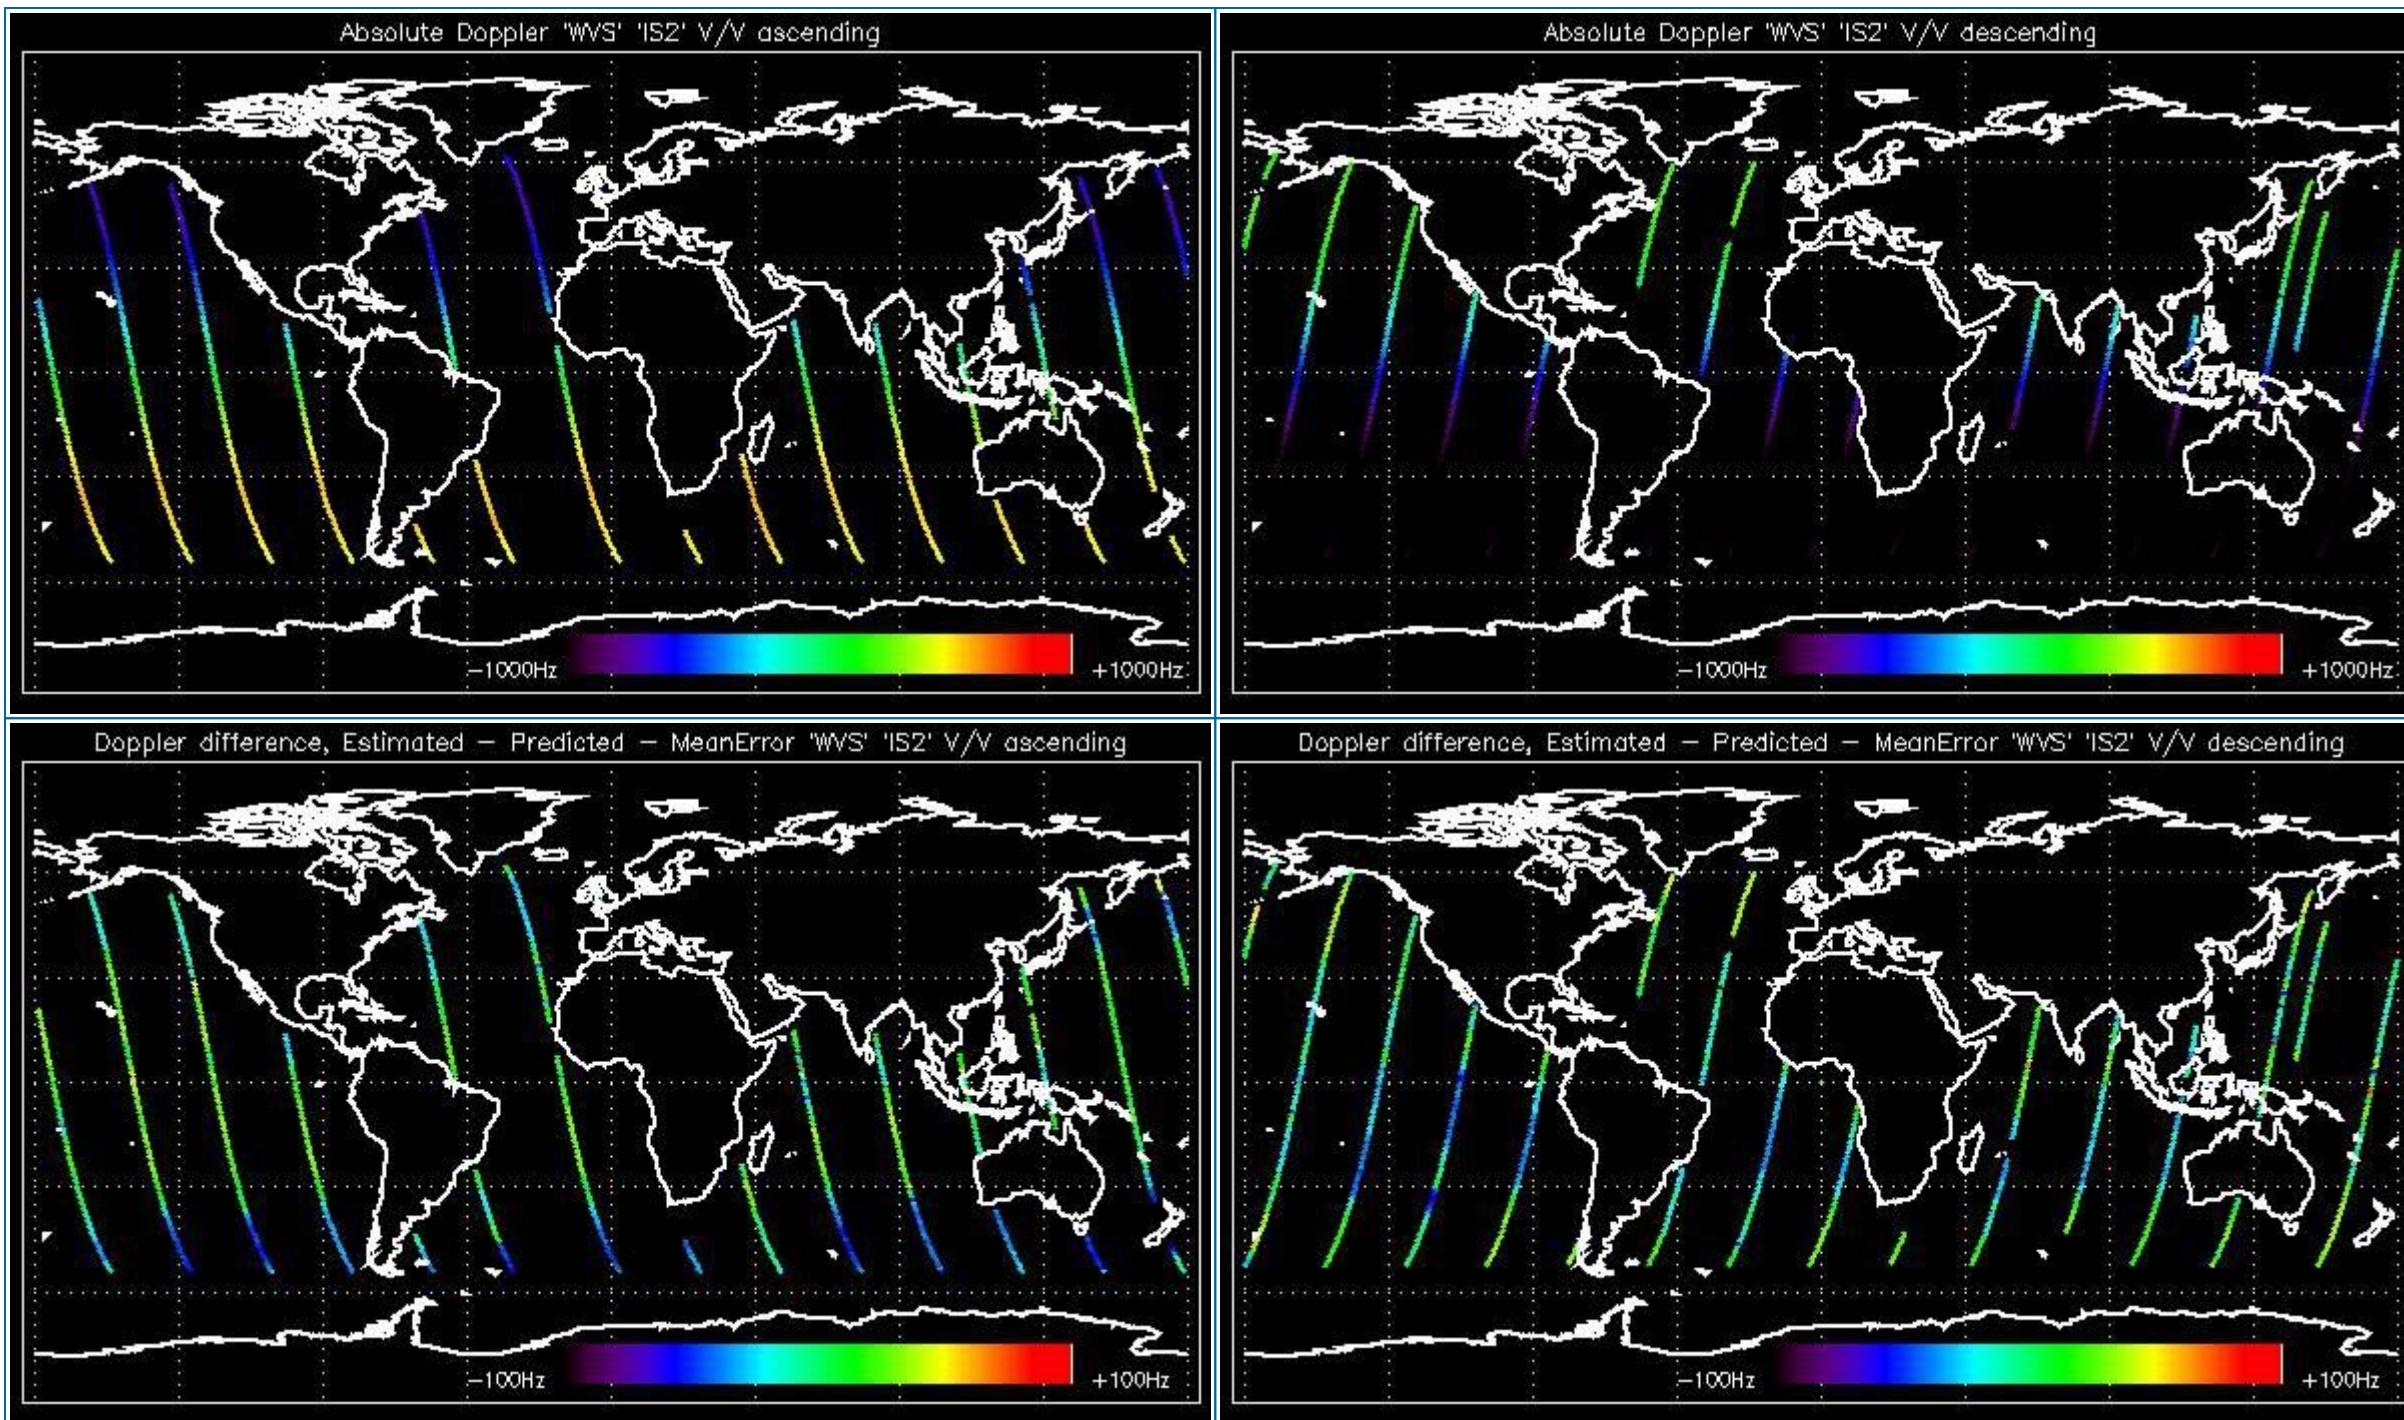 Absolute Doppler 'WVS' 'IS2' V/V ascending
-1000Hz
+1000Hz
Absolute Doppler 'WVS' 'IS2' V/V descending
-1000Hz
+1000Hz
Doppler difference, Estimated - Predicted - MeanError 'WVS' 'IS2' V/V ascending
-100Hz
+100Hz
Doppler difference, Estimated - Predicted - MeanError 'WVS' 'IS2' V/V descending
-100Hz
+100Hz